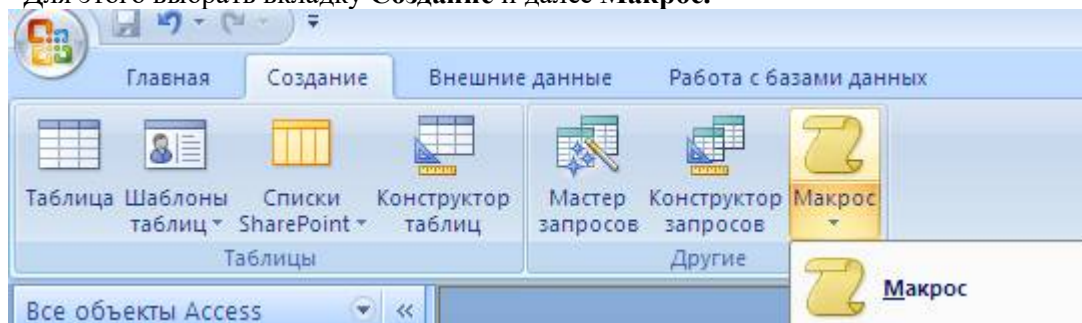 Для этого выбрать вкладку Создание и далее Макрос.
Главная Создание Внешние данные Работа с базами данных
Таблица Шаблоны таблиц Списки SharePoint Конструктор таблиц Мастер запросов Конструктор запросов Макрос
Таблицы Другие
Макрос
Все объекты Access